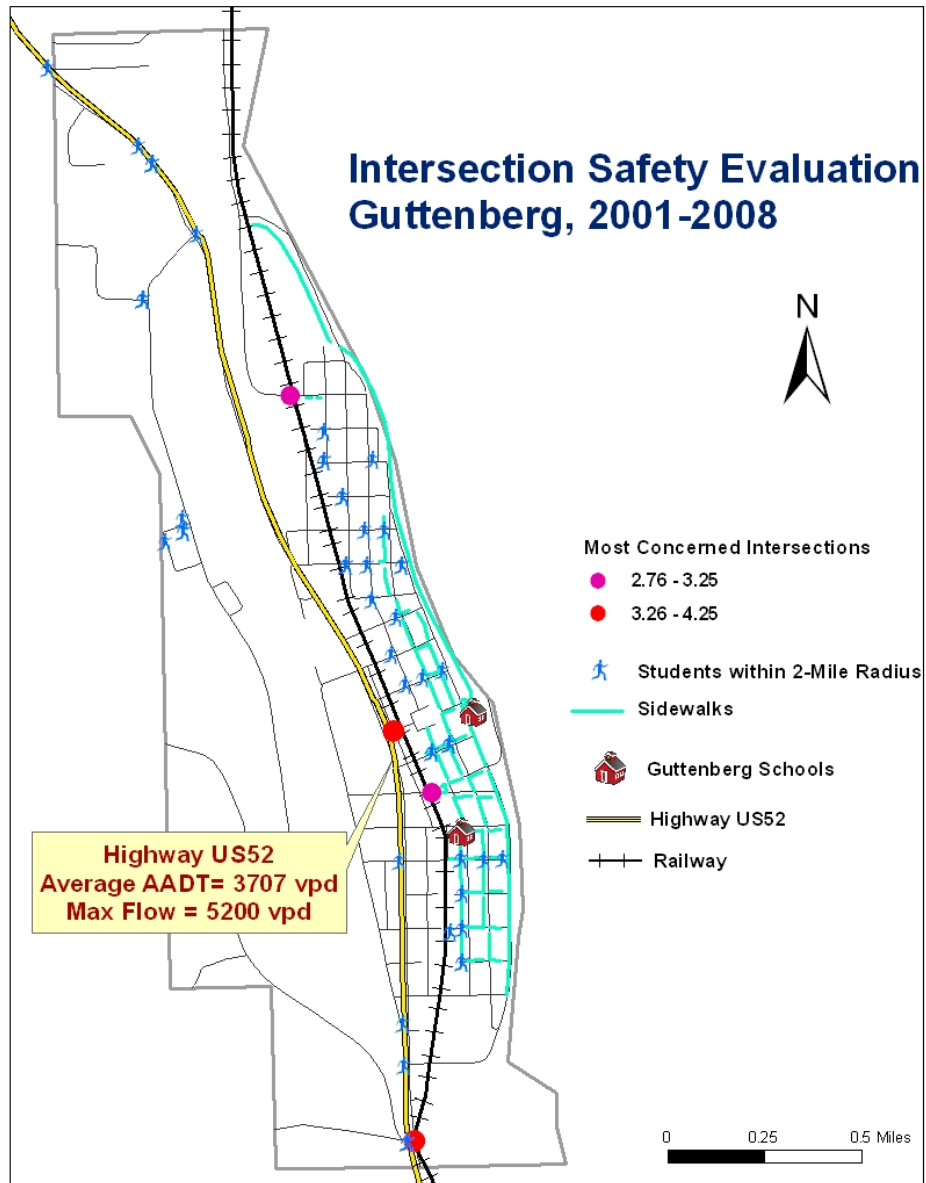 Intersection Safety Evaluation
Guttenberg, 2001-2008
N
Most Concerned Intersections
2.76 - 3.25
3.26 - 4.25
Students within 2-Mile Radius
Sidewalks
Guttenberg Schools
Highway US52
Railway
Highway US52
Average AADT= 3707 vpd
Max Flow = 5200 vpd
0 0.25 0.5 Miles